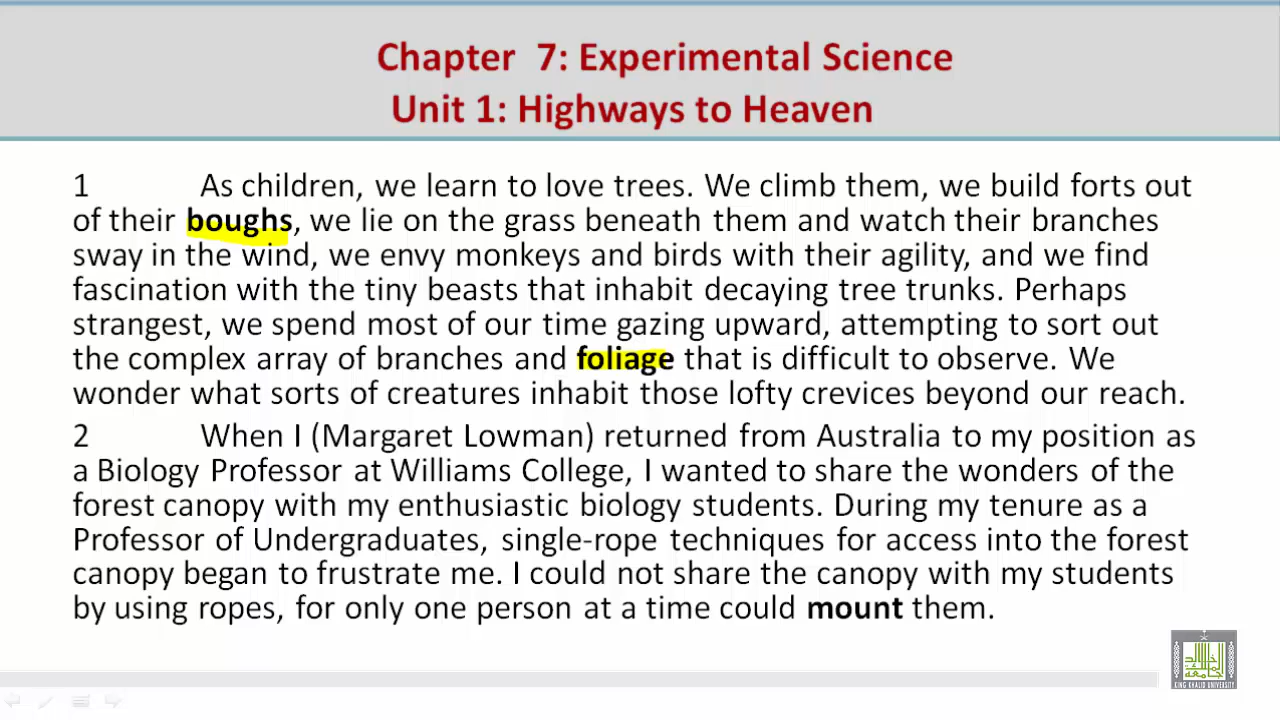 Chapter 7: Experimental Science
Unit 1: Highways to Heaven
1 As children, we learn to love trees. We climb them, we build forts out
of their boughs, we lie on the grass beneath them and watch their branches
sway in the wind, we envy monkeys and birds with their agility, and we find
fascination with the tiny beasts that inhabit decaying tree trunks. Perhaps
strangest, we spend most of our time gazing upward, attempting to sort out
the complex array of branches and foliage that is difficult to observe. We
wonder what sorts of creatures inhabit those lofty crevices beyond our reach.
2 When I (Margaret Lowman) returned from Australia to my position as
a Biology Professor at Williams College, I wanted to share the wonders of the
forest canopy with my enthusiastic biology students. During my tenure as a
Professor of Undergraduates, single-rope techniques for access into the forest
canopy began to frustrate me. I could not share the canopy with my students
by using ropes, for only one person at a time could mount them.
KING KHALID UNIVERSITY